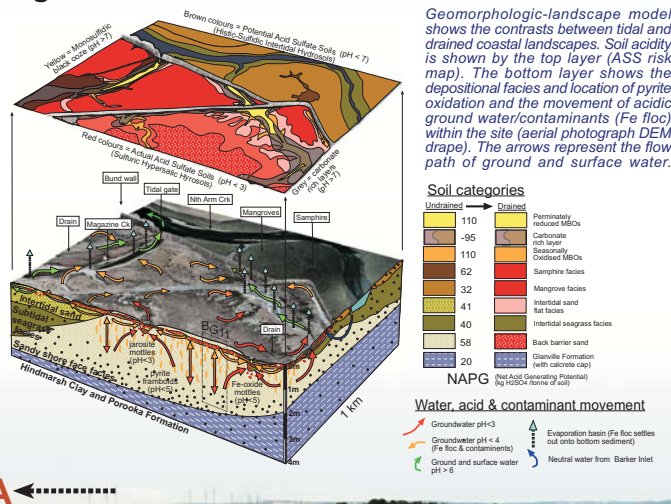 Geomorphologic-landscape model
shows the contrasts between tidal and
drained coastal landscapes. Soil acidity
is shown by the top layer (ASS risk
map). The bottom layer shows the
depositional facies and location of pyrite
oxidation and the movement of acidic
ground water/contaminants (Fe floc)
within the site (aerial photograph DEM
drape). The arrows represent the flow
path of ground and surface water.
Brown colours = Potential Acid Sulfate Soils (pH < 7)
(Histic-Sulfidic Intertidal Hydrosols)
Yellow = Monosulfidic
black ooze (pH >7)
Red colours = Actual Acid Sulfate Soils (pH < 3)
(Sulfuric Hypersalic Hyrosols)
Grey = carbonate
rich layers
(pH >7)
Bund wall
Tidal gate
Nth Arm Crk
Drain
Magazine Ck
Mangroves
Samphire
Intertidal sand
Subtidal
seagrass
facies
Sandy shore face facies
Hindmarsh Clay and Porooka Formation
BG11
Drain
jarosite
mottles
(pH<3)
pyrite
framboids
(pH<5)
Fe-oxide
mottles
(pH<5)
0m
1m
2m
3m
4m
1 km
Soil categories
Undrained Drained
110 Perminately reduced MBOs
-95 Carbonate rich layer
110 Seasonally Oxidised MBOs
62 Samphire facies
32 Mangrove facies
41 Intertidal sand flat facies
40 Intertidal seagrass facies
58 Back barrier sand
20 Glanville Formation (with calcrete cap)
NAPG (Net Acid Generating Potential)
(kg H2SO4 /tonne of soil)
Water, acid & contaminant movement
Groundwater pH<3
Groundwater pH < 4
(Fe floc & contaminents)
Ground and surface water
pH > 6
Evaporation basin (Fe floc settles
out onto bottom sediment)
Neutral water from Barker Inlet
A